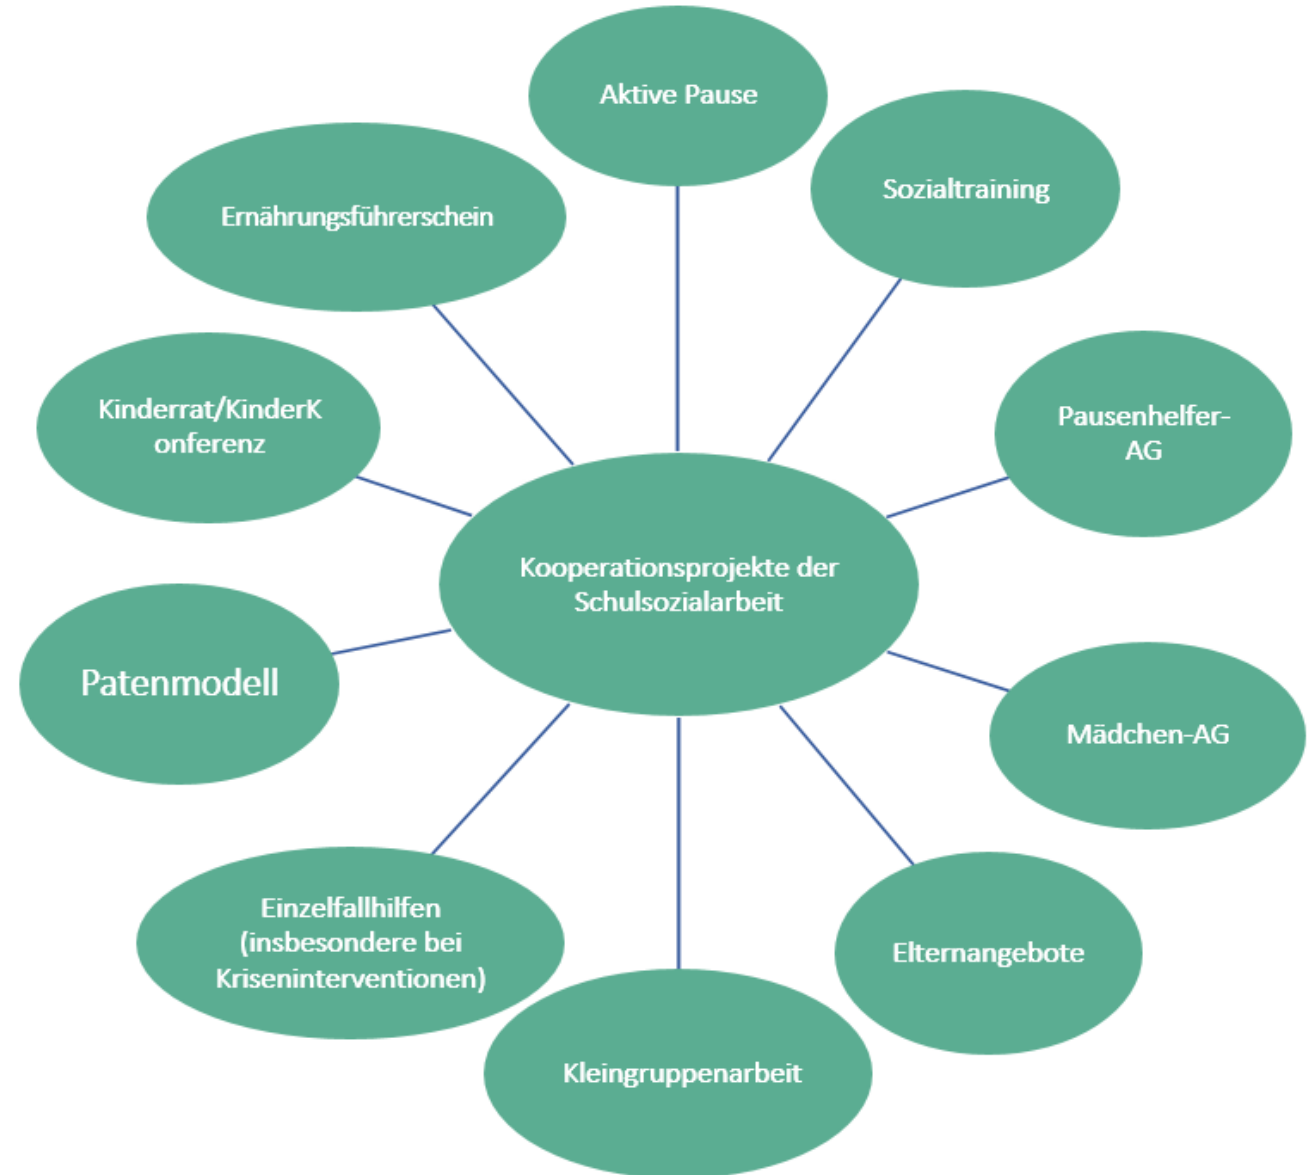 Aktive Pause
Sozialtraining
Ernährungsführerschein
Kinderrat/KinderK
onferenz
Pausenhelfer-
AG
Kooperationsprojekte der
Schulsozialarbeit
Patenmodell
Mädchen-AG
Einzelfallhilfen
(insbesondere bei
Kriseninterventionen)
Elternangebote
Kleingruppenarbeit